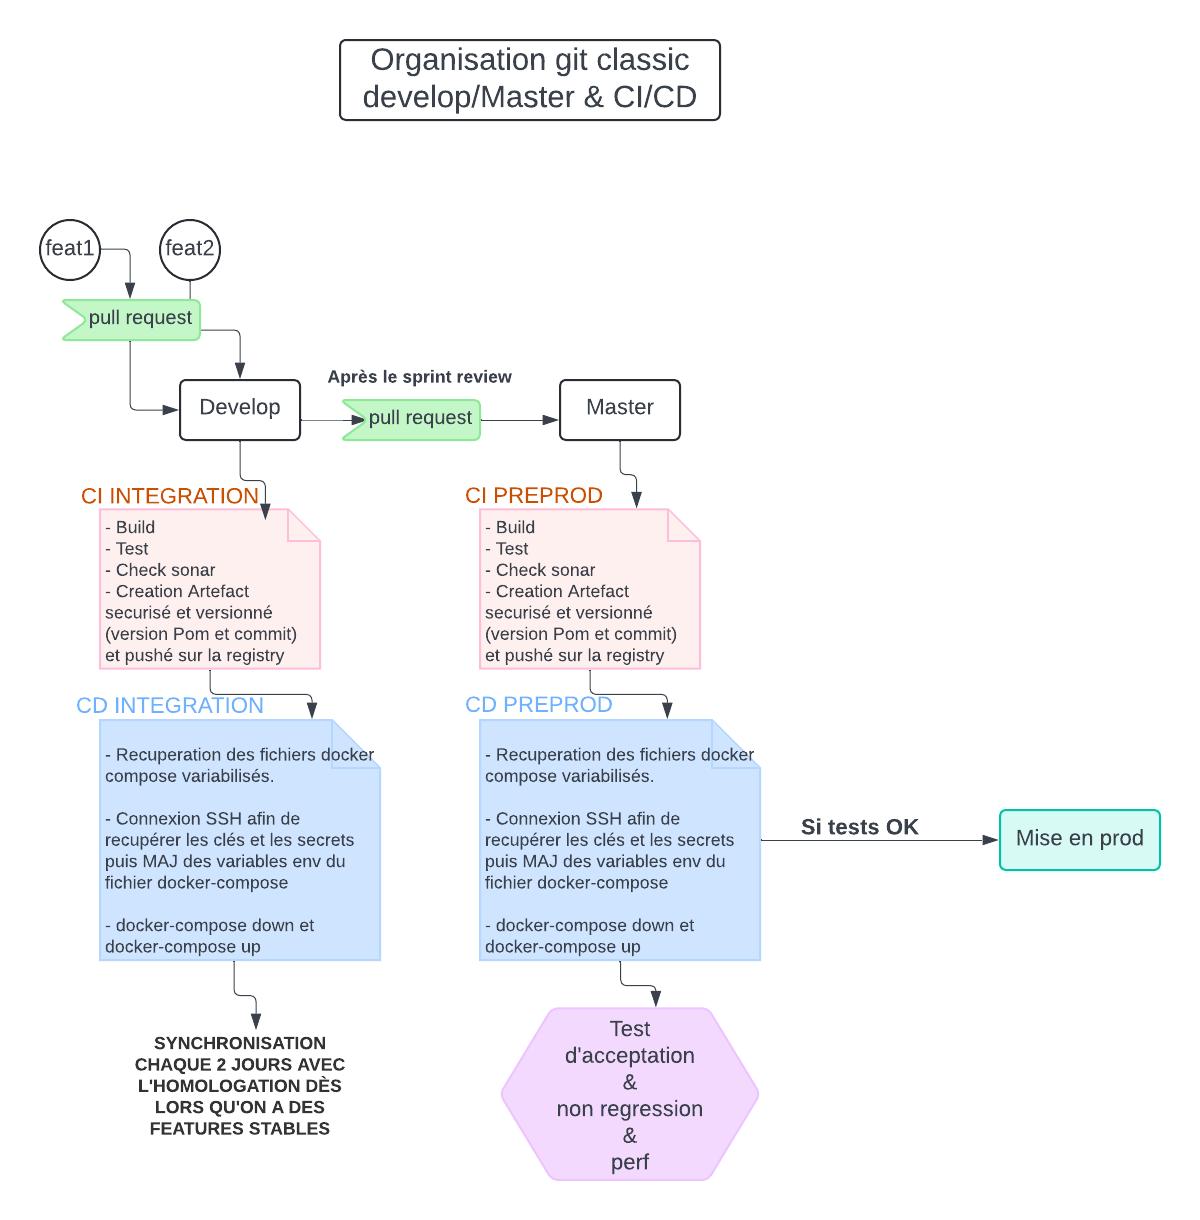 Organisation git classic
develop/Master & CI/CD
feat1
feat2
pull request
Develop
Après le sprint review
pull request
Master
CI INTEGRATION
- Build
- Test
- Check sonar
- Creation Artefact
securisé et versionné
(version Pom et commit)
et pushé sur la registry
CI PREPROD
- Build
- Test
- Check sonar
- Creation Artefact
securisé et versionné
(version Pom et commit)
et pushé sur la registry
CD INTEGRATION
- Recuperation des fichiers docker
compose variabilisés.
- Connexion SSH afin de
recupérer les clés et les secrets
puis MAJ des variables env du
fichier docker-compose
- docker-compose down et
docker-compose up
CD PREPROD
- Recuperation des fichiers docker
compose variabilisés.
- Connexion SSH afin de
recupérer les clés et les secrets
puis MAJ des variables env du
fichier docker-compose
- docker-compose down et
docker-compose up
Si tests OK
Mise en prod
SYNCHRONISATION
CHAQUE 2 JOURS AVEC
L'HOMOLOGATION DÈS
LORS QU'ON A DES
FEATURES STABLES
Test
d'acceptation
&
non regression
&
perf